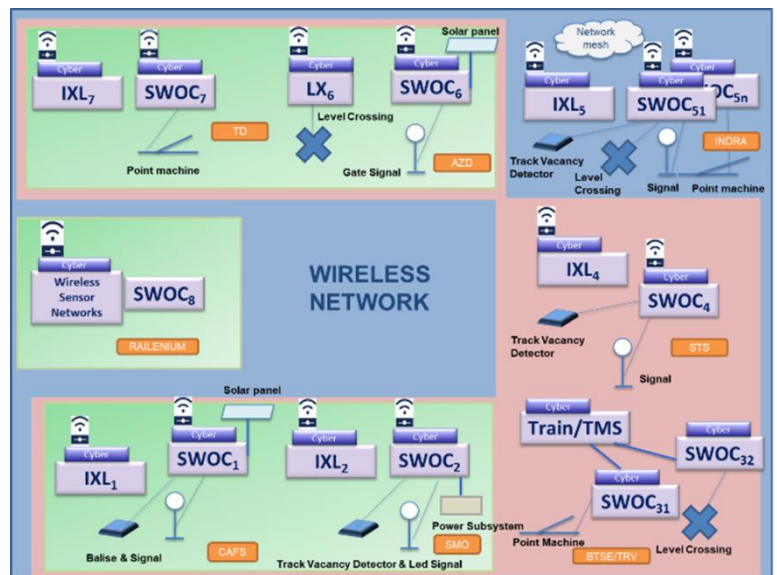 Solar panel
Cyber
IXL7
Cyber
SWOC7
Cyber
LX6
Cyber
SWOC6
Level Crossing
TD
Point machine
Gate Signal
AZD
Network
mesh
Cyber
IXL5
Cyber
SWOC51
Cyber
OC5n
INDRA
Track Vacancy
Detector
Level
Crossing
Signal
Point machine
Cyber
Wireless
Sensor
Networks
SWOC8
RAILENIUM
WIRELESS
NETWORK
Cyber
IXL4
Cyber
SWOC4
Track Vacancy
Detector
STS
Signal
Solar panel
Cyber
IXL1
Cyber
SWOC1
Cyber
IXL2
Cyber
SWOC2
Balise & Signal
CAFS
Power Subsystem
SMO
Track Vacancy Detector & Led Signal
Cyber
Train/TMS
Cyber
SWOC32
Cyber
SWOC31
Point Machine
BTSE/TRV
Level Crossing